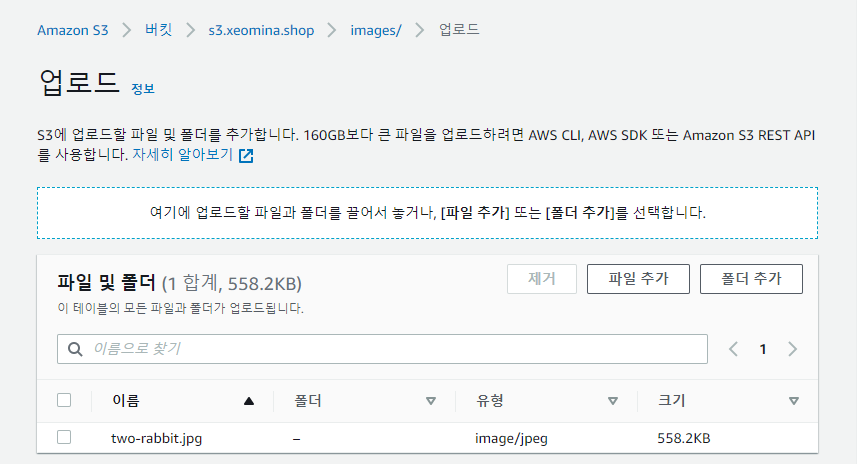 Amazon S3 > 버킷 > s3.xeomina.shop > images/ > 업로드
업로드 정보
S3에 업로드할 파일 및 폴더를 추가합니다. 160GB보다 큰 파일을 업로드하려면 AWS CLI, AWS SDK 또는 Amazon S3 REST API
를 사용합니다. 자세히 알아보기
여기에 업로드할 파일과 폴더를 끌어서 놓거나, [파일 추가] 또는 [폴더 추가]를 선택합니다.
파일 및 폴더 (1 합계, 558.2KB) 제거 파일 추가 폴더 추가
이 테이블의 모든 파일과 폴더가 업로드됩니다.
이름으로 찾기 < 1 >
이름 폴더 유형 크기
two-rabbit.jpg – image/jpeg 558.2KB